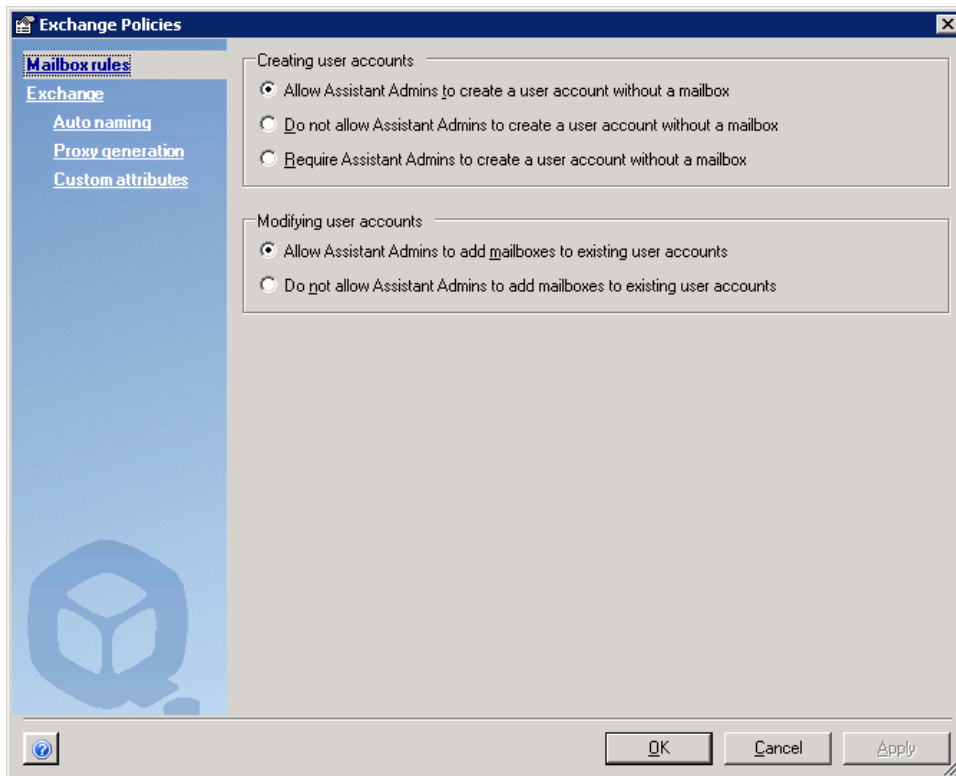 Exchange Policies
Mailbox rules
Exchange
Auto naming
Proxy generation
Custom attributes
Creating user accounts
Allow Assistant Admins to create a user account without a mailbox
Do not allow Assistant Admins to create a user account without a mailbox
Require Assistant Admins to create a user account without a mailbox
Modifying user accounts
Allow Assistant Admins to add mailboxes to existing user accounts
Do not allow Assistant Admins to add mailboxes to existing user accounts
?
OK
Cancel
Apply